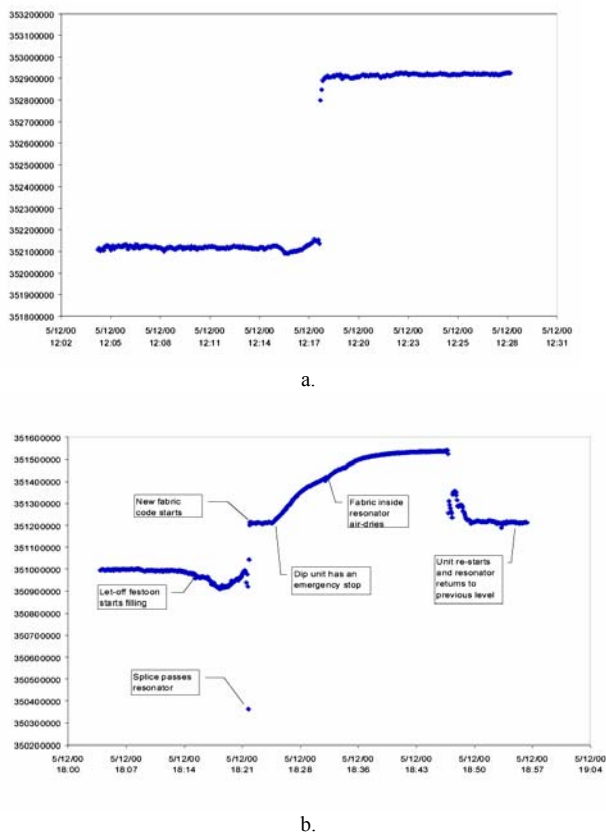 353200000
353000000
352900000
352800000
352700000
352600000
352500000
352400000
352300000
352200000
352100000
352000000
351900000
351800000
5/12/00 5/12/00 5/12/00 5/12/00 5/12/00 5/12/00 5/12/00 5/12/00 5/12/00 5/12/00 5/12/00
12:02 12:05 12:08 12:11 12:14 12:17 12:20 12:23 12:25 12:28 12:31
a.
351600000
351500000
351400000
351300000
351200000
351100000
351000000
350900000
350800000
350700000
350600000
350500000
350400000
350300000
350200000
New fabric
code starts
Fabric inside
resonator
air-dries
Let-off festoon
starts filling
Dip unit has an
emergency stop
Unit re-starts
and resonator
returns to
previous level
Splice passes
resonator
5/12/00 5/12/00 5/12/00 5/12/00 5/12/00 5/12/00 5/12/00 5/12/00 5/12/00 5/12/00
18:00 18:07 18:14 18:21 18:28 18:36 18:43 18:50 18:57 19:04
b.